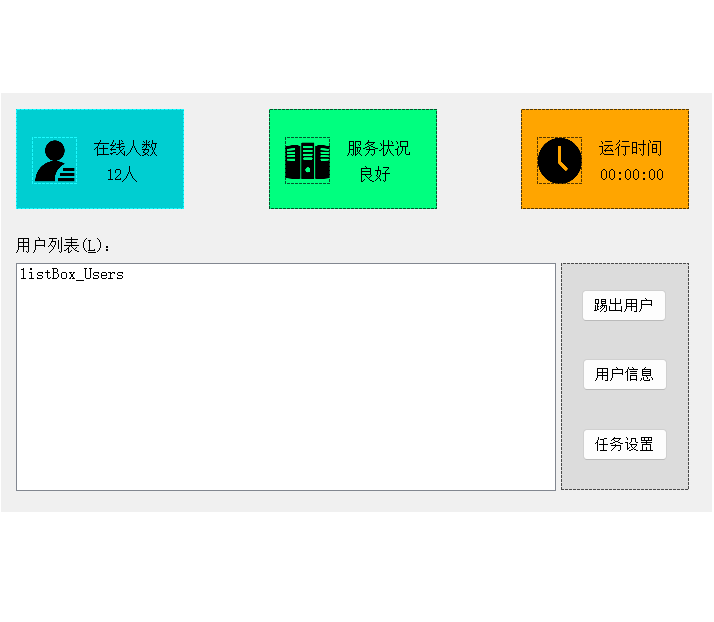 在线人数
12人
服务状况
良好
运行时间
00:00:00
用户列表(L):
listBox_Users
踢出用户
用户信息
任务设置